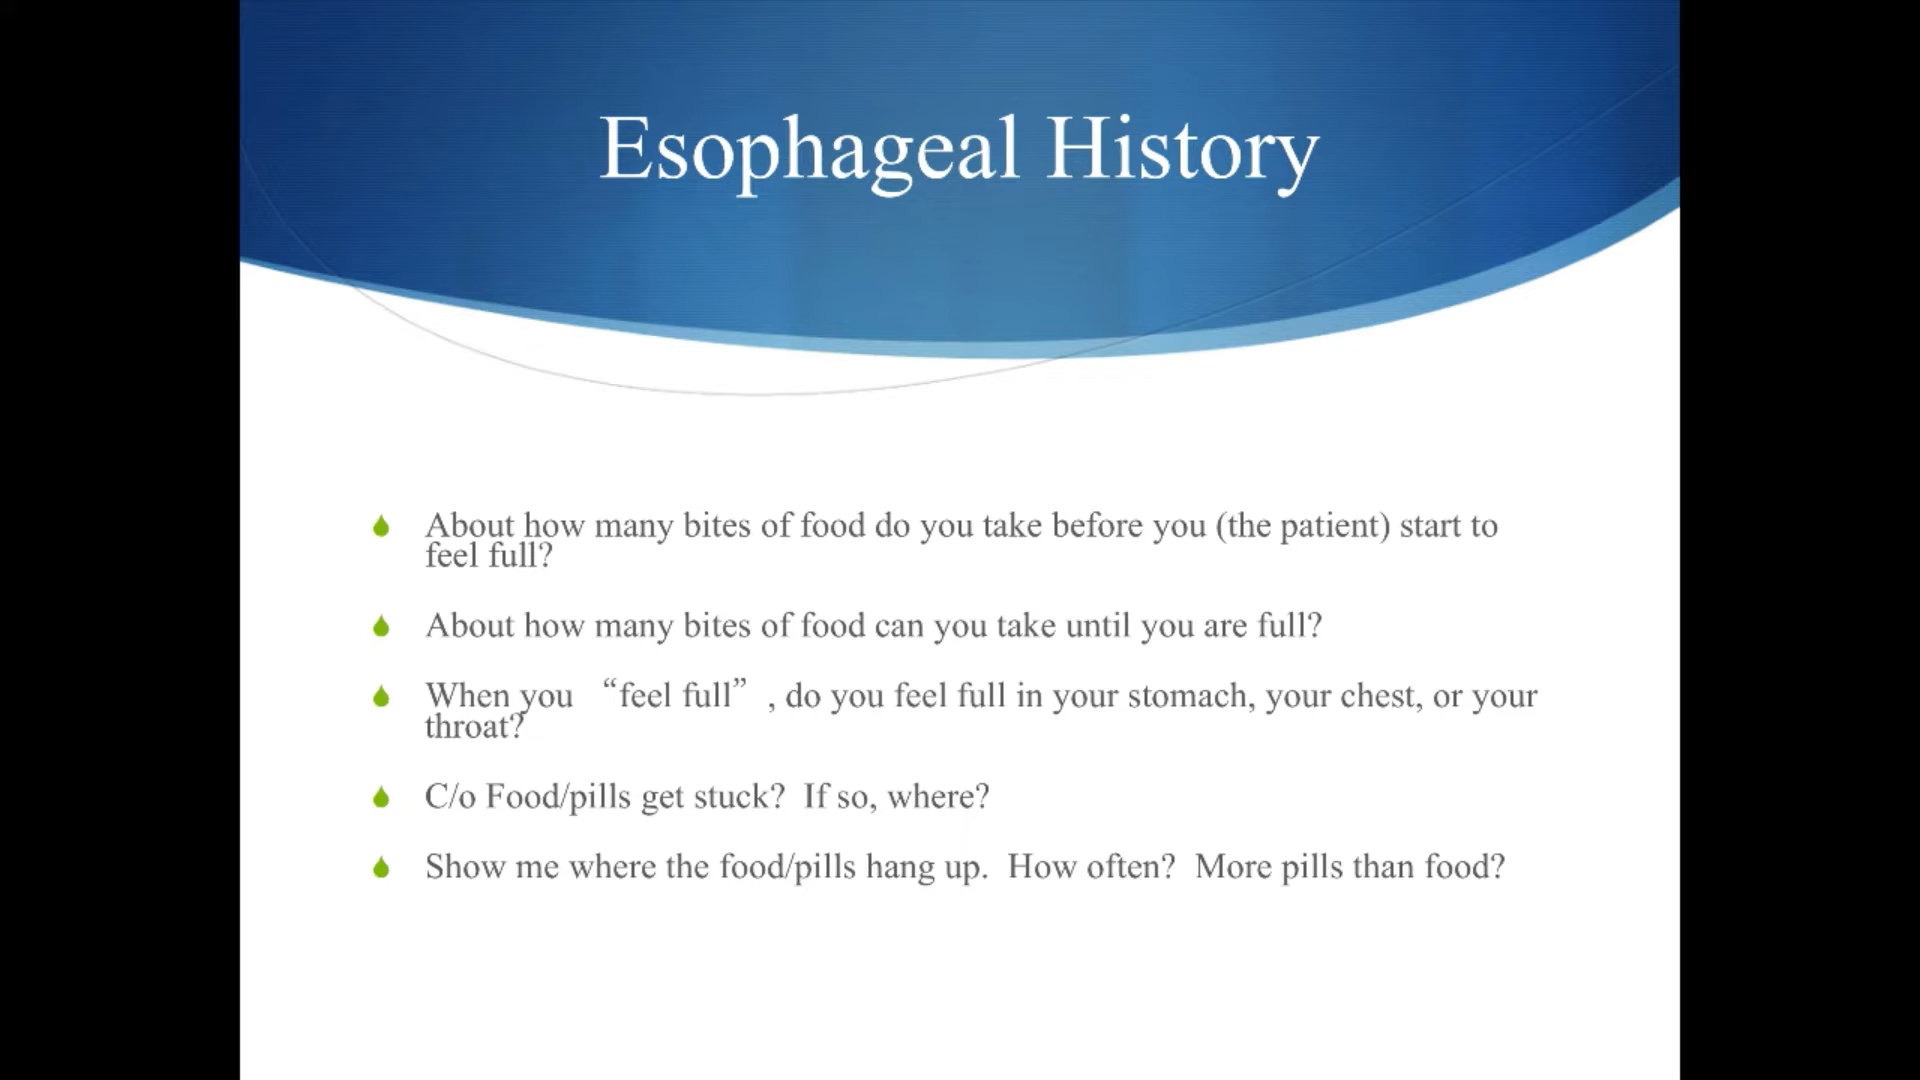 Esophageal History
About how many bites of food do you take before you (the patient) start to
feel full?
About how many bites of food can you take until you are full?
When you “feel full”, do you feel full in your stomach, your chest, or your
throat?
C/o Food/pills get stuck? If so, where?
Show me where the food/pills hang up. How often? More pills than food?